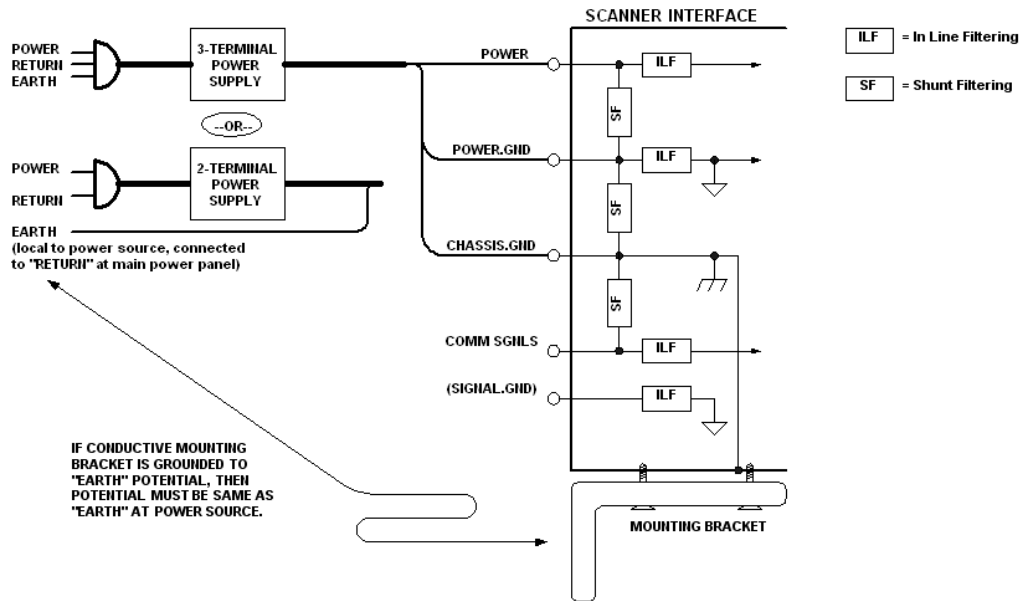 SCANNER INTERFACE
ILF = In Line Filtering
SF = Shunt Filtering
POWER
RETURN
EARTH
3-TERMINAL
POWER
SUPPLY
--OR--
POWER
RETURN
2-TERMINAL
POWER
SUPPLY
EARTH
(local to power source, connected
to "RETURN" at main power panel)
POWER
ILF
SF
POWER.GND
ILF
SF
CHASSIS.GND
SF
COMM SGNLS
ILF
(SIGNAL.GND)
ILF
IF CONDUCTIVE MOUNTING
BRACKET IS GROUNDED TO
"EARTH" POTENTIAL, THEN
POTENTIAL MUST BE SAME AS
"EARTH" AT POWER SOURCE.
MOUNTING BRACKET